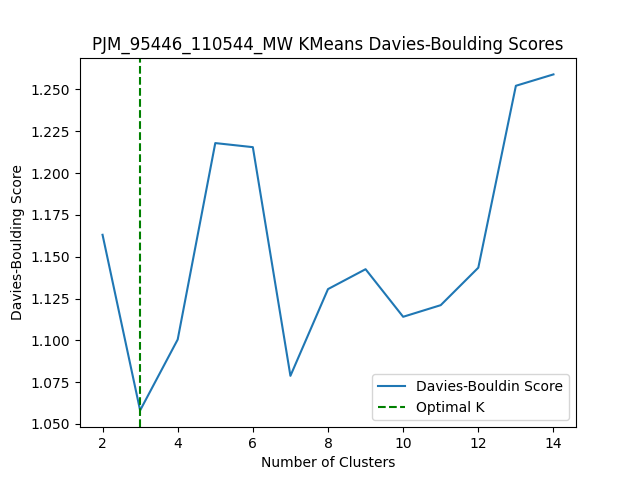 PJM_95446_110544_MW KMeans Davies-Boulding Scores
Davies-Boulding Score
1.250
1.225
1.200
1.175
1.150
1.125
1.100
1.075
1.050
Davies-Bouldin Score
Optimal K
2 4 6 8 10 12 14
Number of Clusters